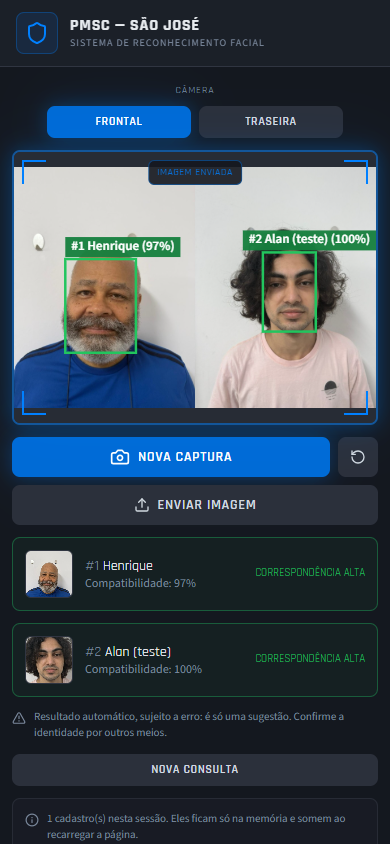 PMSC — SÃO JOSÉ
SISTEMA DE RECONHECIMENTO FACIAL
CÂMERA
FRONTAL
TRASEIRA
IMAGEM ENVIADA
#1 Henrique (97%)
#2 Alan (teste) (100%)
NOVA CAPTURA
ENVIAR IMAGEM
#1 Henrique
Compatibilidade: 97%
CORRESPONDÊNCIA ALTA
#2 Alan (teste)
Compatibilidade: 100%
CORRESPONDÊNCIA ALTA
Resultado automático, sujeito a erro: é só uma sugestão. Confirme a
identidade por outros meios.
NOVA CONSULTA
1 cadastro(s) nesta sessão. Eles ficam só na memória e somem ao
recarregar a página.